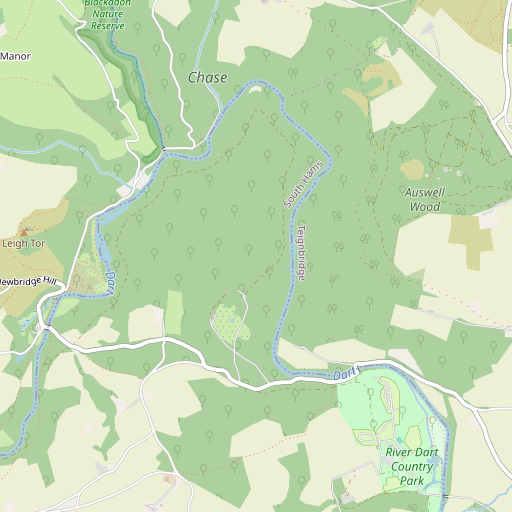 Blackadon
Nature
Reserve
Manor
Chase
South Hams
Auswell
Wood
Teignbridge
Leigh Tor
Dart
Newbridge Hill
Dart
River Dart
Country
Park